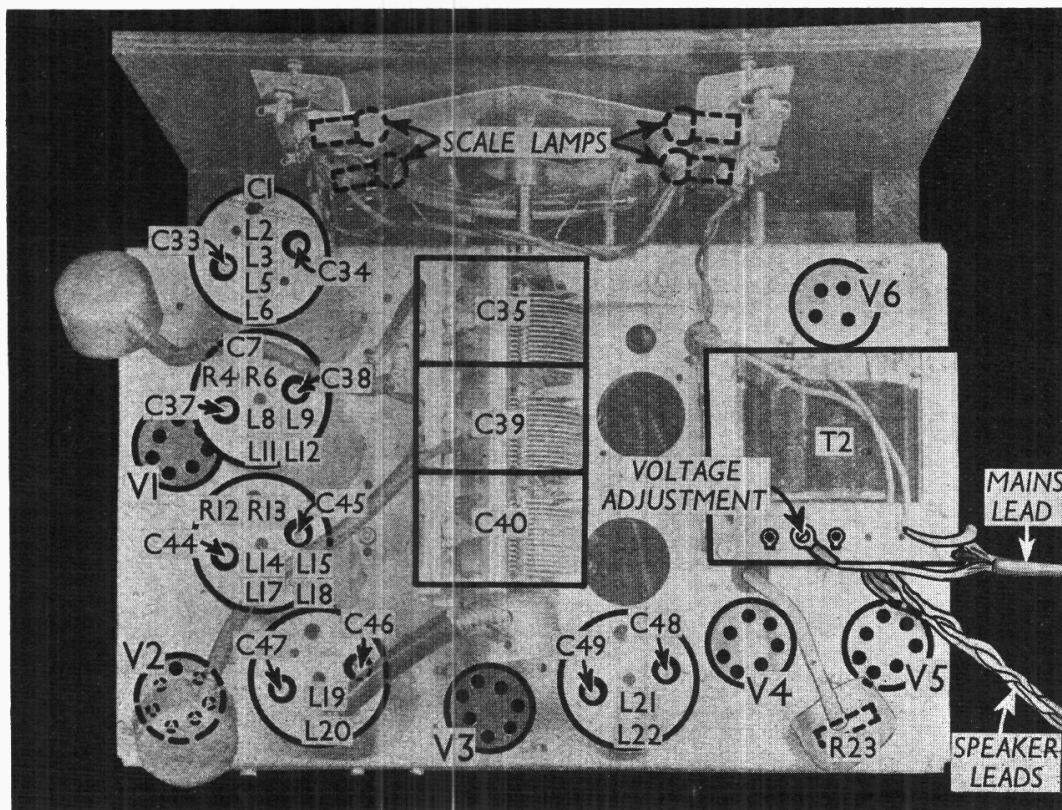 SCALE LAMPS
C1
L2
L3
L5
L6
C33
C34
C7
R4 R6
L8 L9
L11 L12
C37
C38
V1
R12 R13
L14 L15
L17 L18
C44
C45
V2
C47
C46
L19
L20
V3
C35
C39
C40
C49
C48
L21
L22
V6
T2
VOLTAGE
ADJUSTMENT
MAINS
LEAD
V4
V5
R23
SPEAKER
LEADS